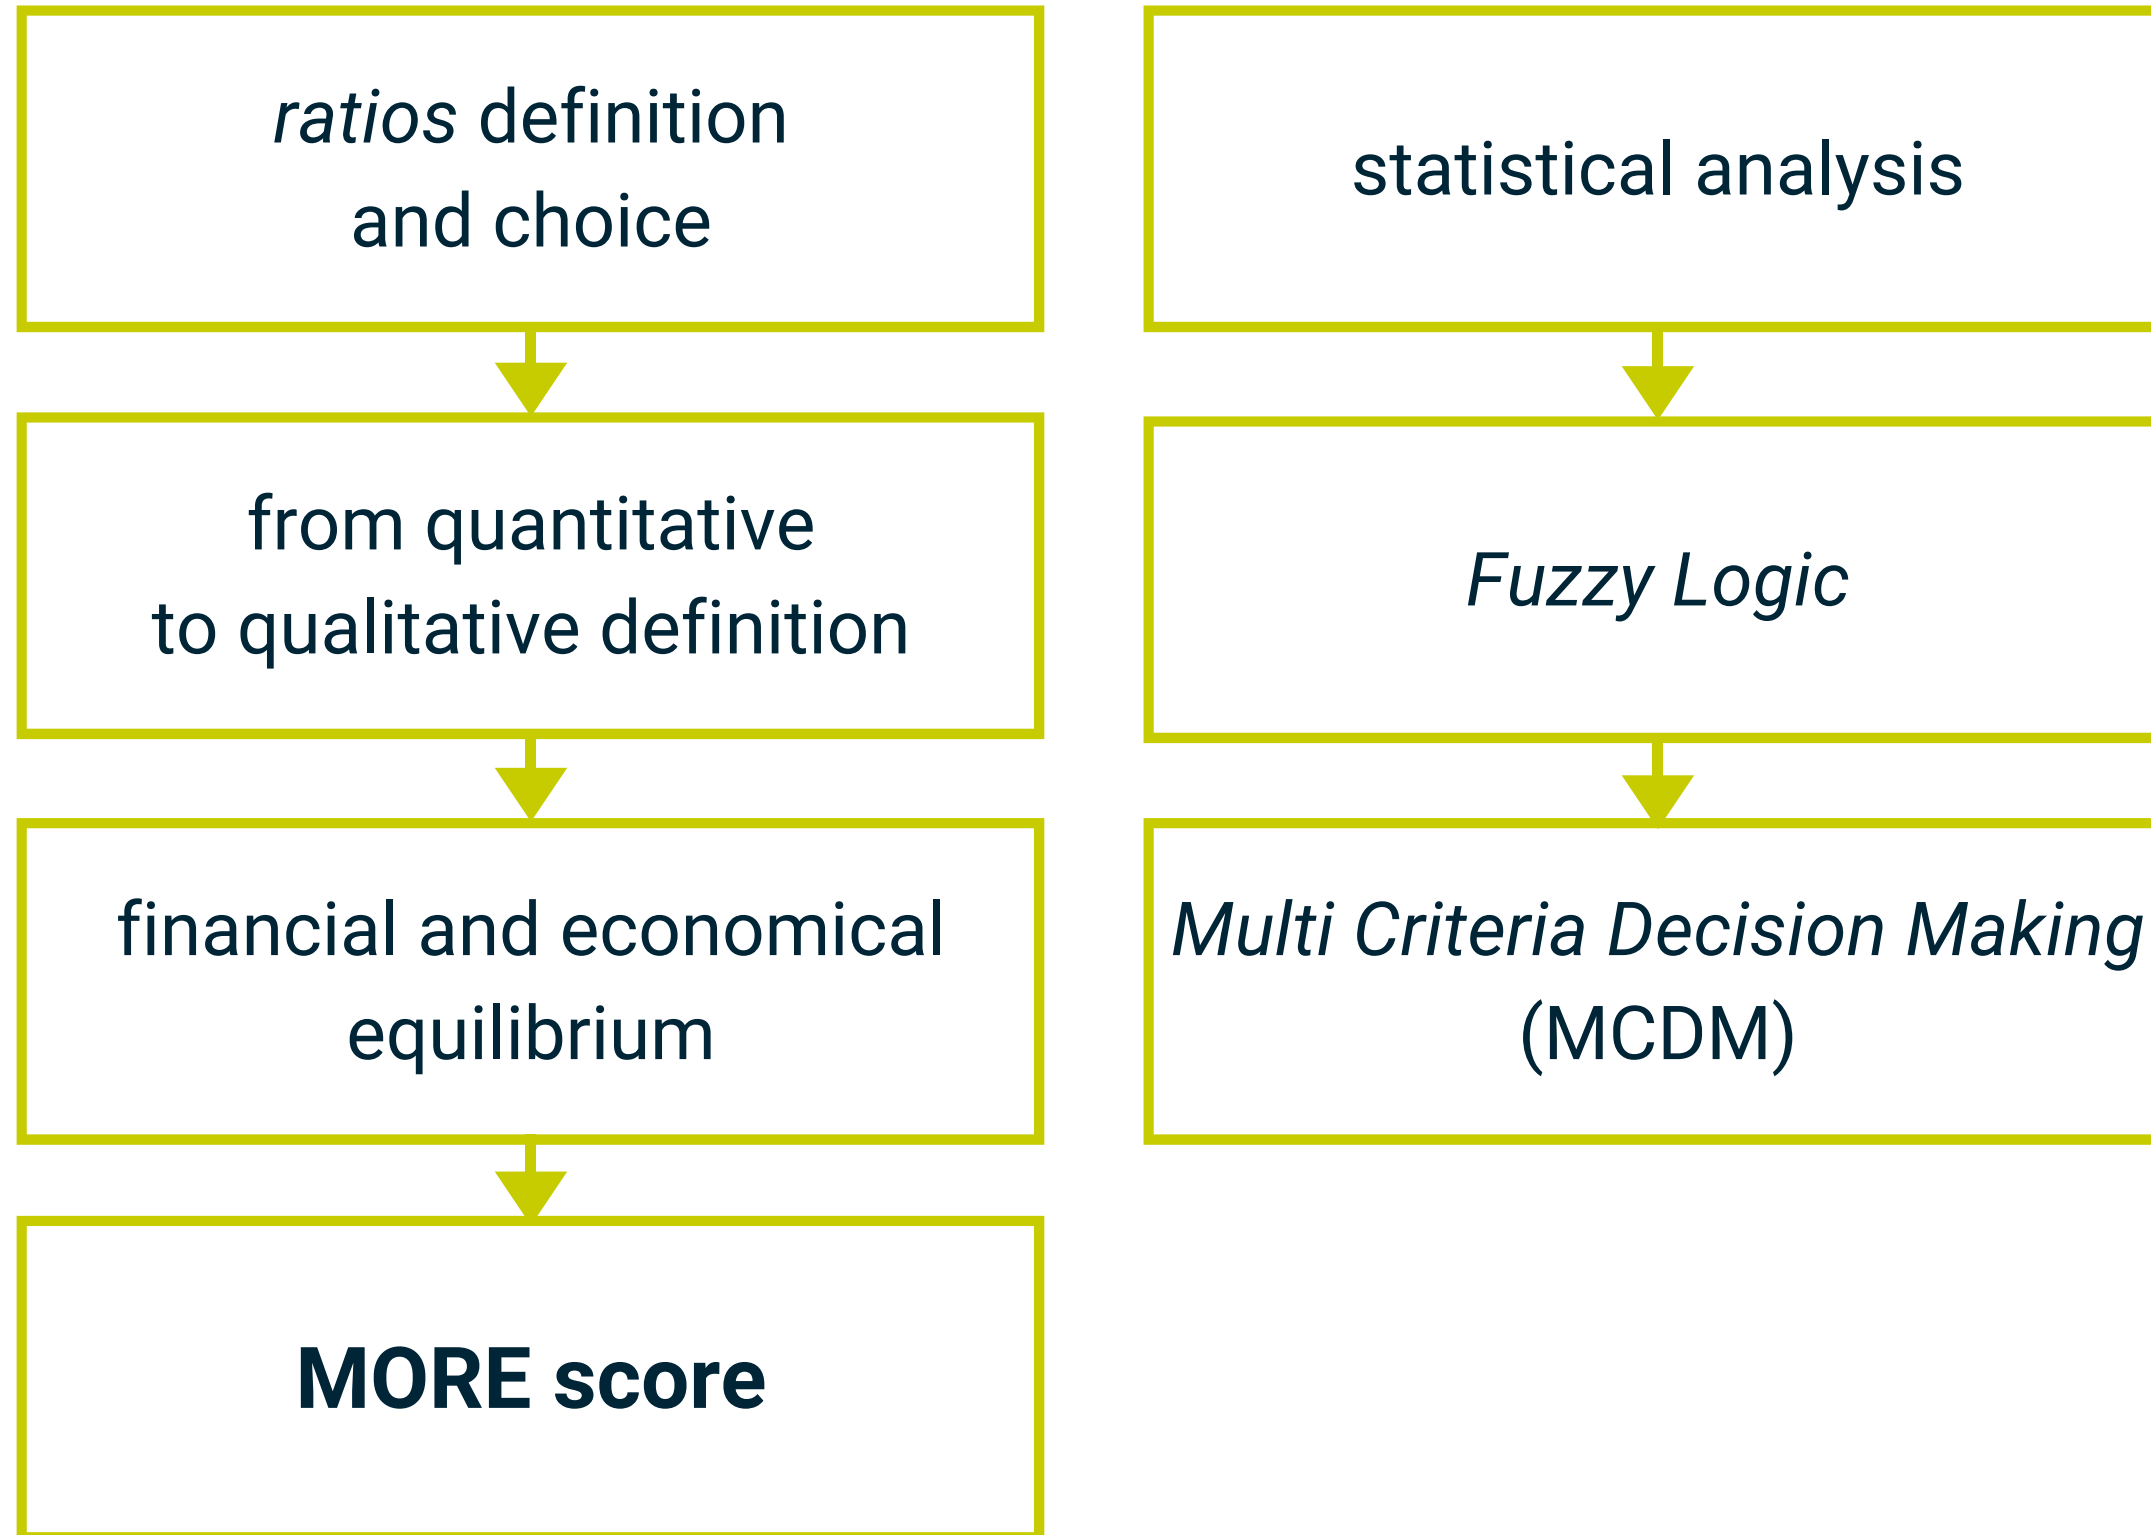 ratios definition
and choice
from quantitative
to qualitative definition
financial and economical
equilibrium
MORE score
statistical analysis
Fuzzy Logic
Multi Criteria Decision Making
(MCDM)